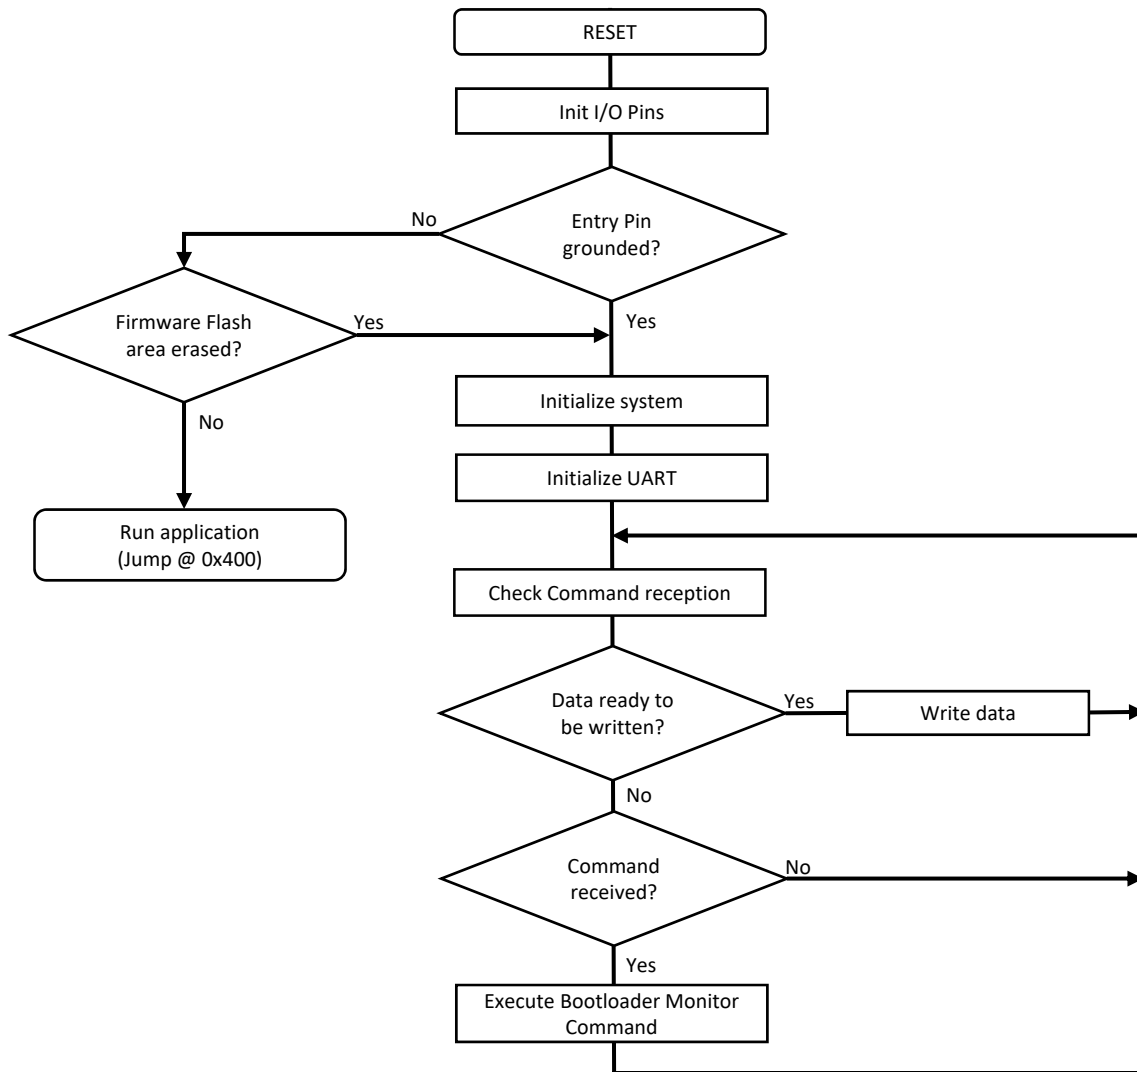 RESET
Init I/O Pins
No
Entry Pin
grounded?
Firmware Flash
area erased?
Yes
Yes
No
Initialize system
Initialize UART
Run application
(Jump @ 0x400)
Check Command reception
Data ready to
be written?
Yes
Write data
No
Command
received?
No
Yes
Execute Bootloader Monitor
Command